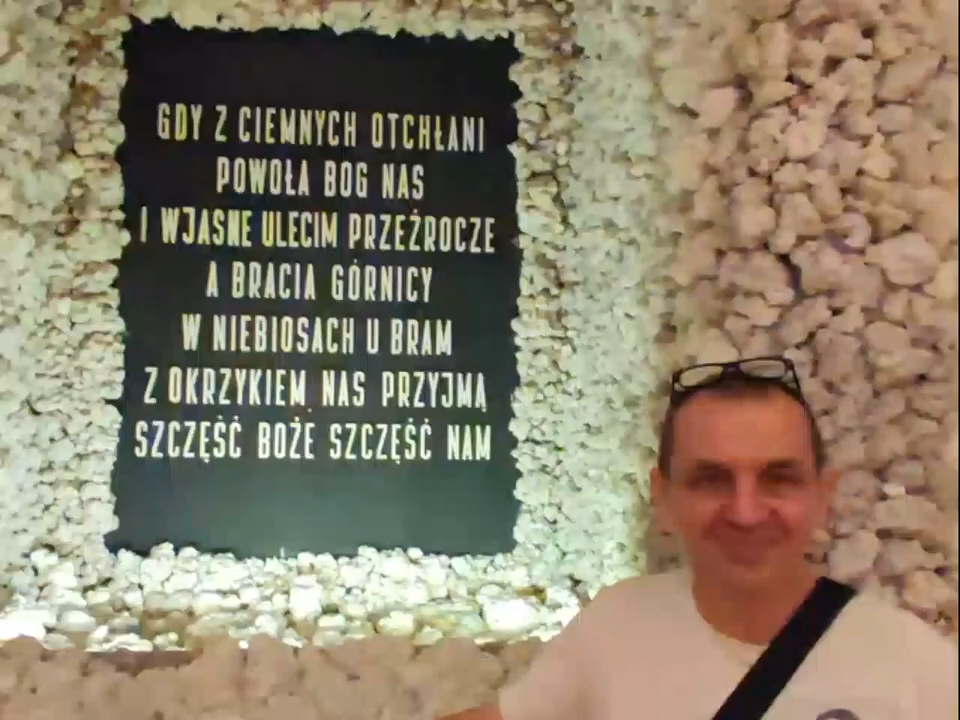 GDY Z CIEMNYCH OTCHŁANI
POWOŁA BOG NAS
I WJASNE ULECIM PRZEŹROCZE
A BRACIA GÓRNICY
W NIEBIOSACH U BRAM
Z OKRZYKIEM NAS PRZYJMĄ
SZCZĘŚĆ BOŻE SZCZĘŚĆ NAM